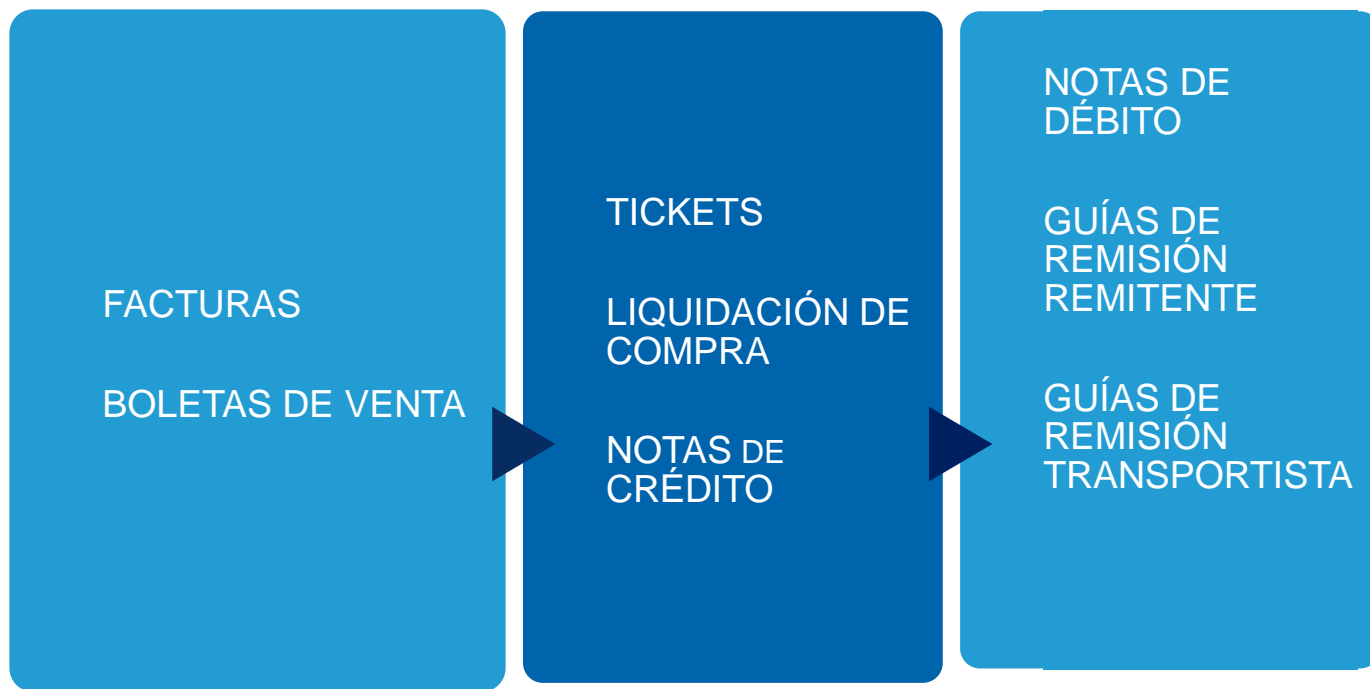 FACTURAS
BOLETAS DE VENTA
TICKETS
LIQUIDACIÓN DE
COMPRA
NOTAS DE
CRÉDITO
NOTAS DE
DÉBITO
GUÍAS DE
REMISIÓN
REMITENTE
GUÍAS DE
REMISIÓN
TRANSPORTISTA